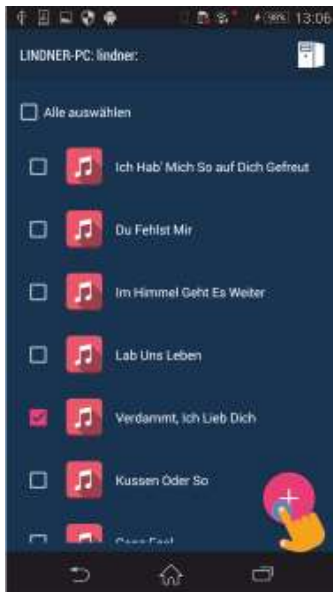 98% 13:06
LINDNER-PC: lindner:
Alle auswählen
Ich Hab' Mich So auf Dich Gefreut
Du Fehlst Mir
Im Himmel Geht Es Weiter
Lab Uns Leben
Verdammt, Ich Lieb Dich
Kussen Oder So